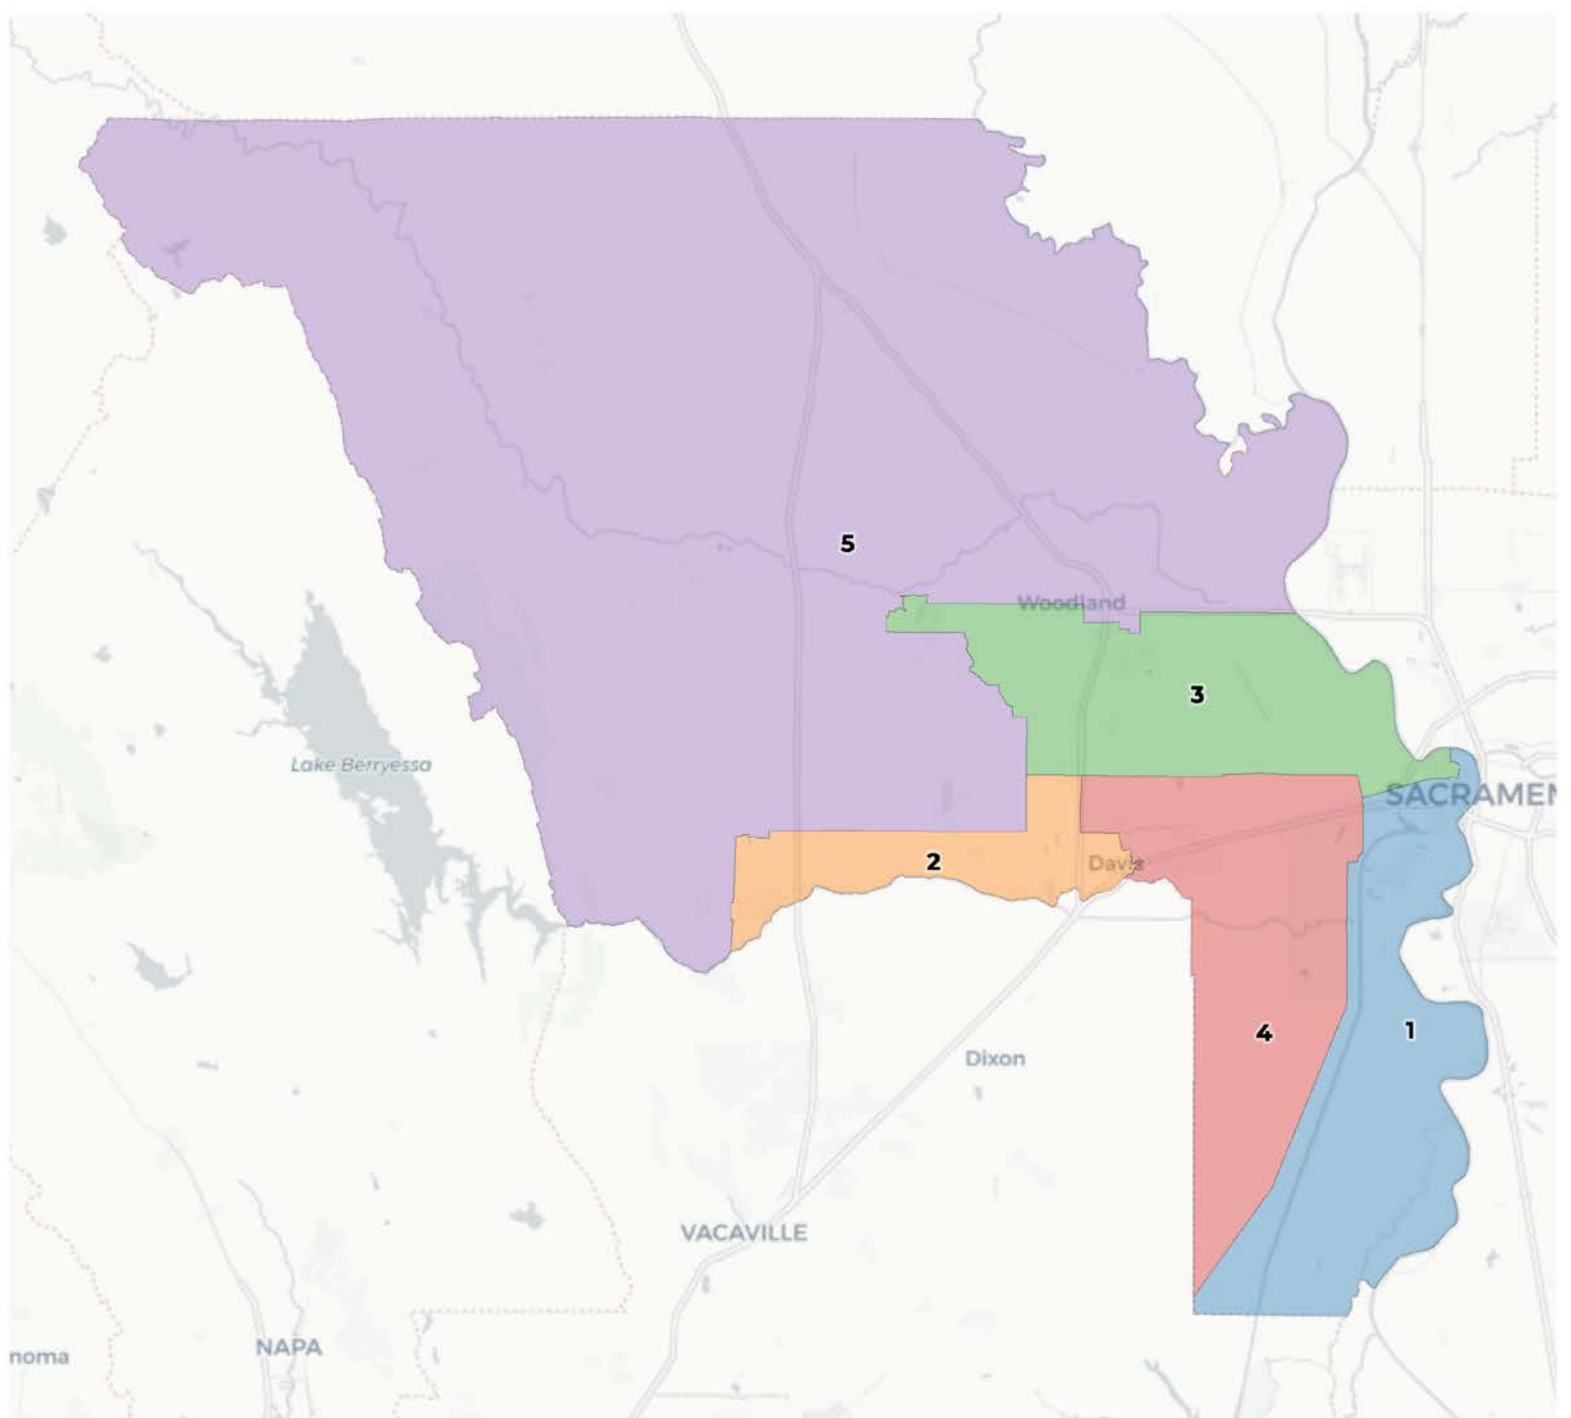 5
Woodland
3
Lake Berryessa
SACRAMEN
2
Davis
1
4
Dixon
VACAVILLE
NAPA
noma